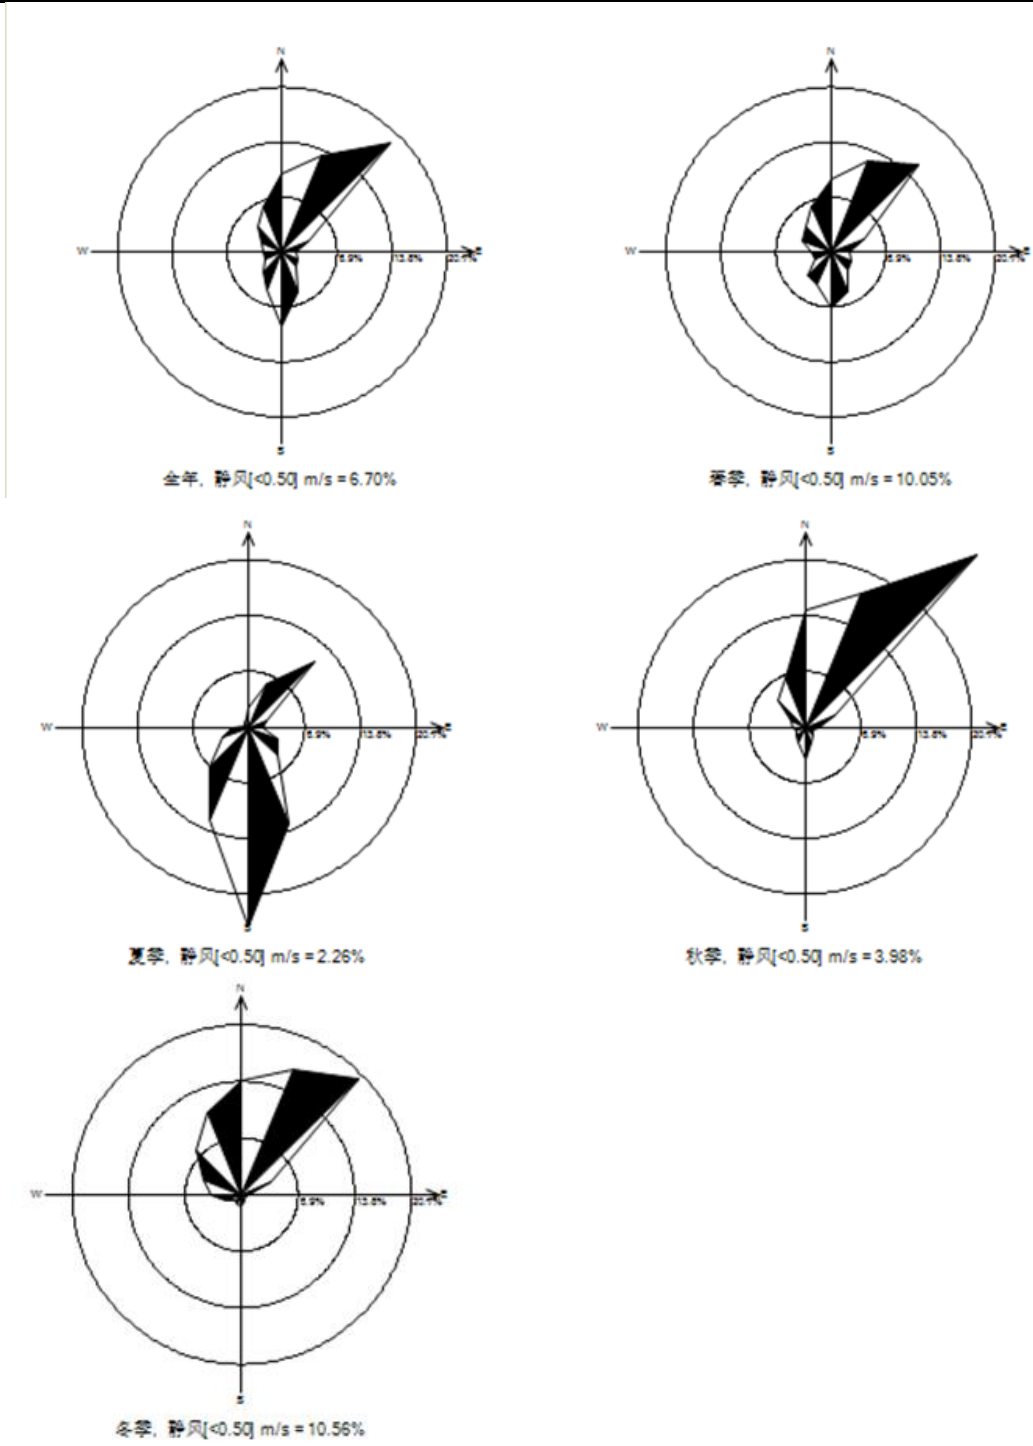 N
N
W
6.9%
13.8%
20.7%
E
W
6.9%
13.8%
20.7%
E
S
S
全年, 静风[<0.50] m/s = 6.70%
春季, 静风[<0.50] m/s = 10.05%
N
N
W
6.9%
13.8%
20.7%
E
W
6.9%
13.8%
20.7%
E
S
S
夏季, 静风[<0.50] m/s = 2.26%
秋季, 静风[<0.50] m/s = 3.98%
N
W
6.9%
13.8%
20.7%
E
S
冬季, 静风[<0.50] m/s = 10.56%